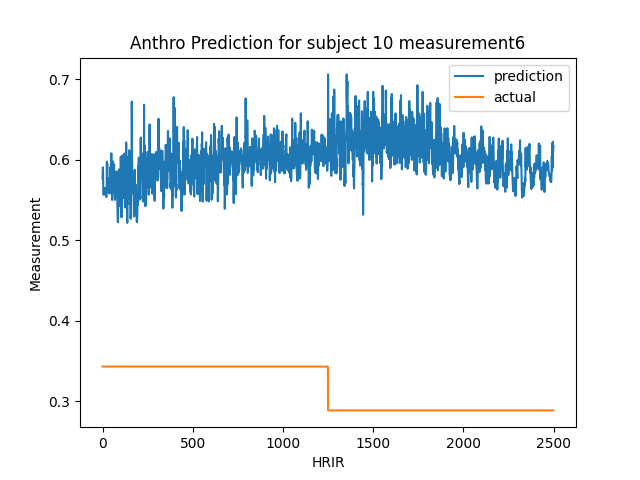 Anthro Prediction for subject 10 measurement6
prediction
actual
Measurement
0.7
0.6
0.5
0.4
0.3
0
500
1000
1500
2000
2500
HRIR